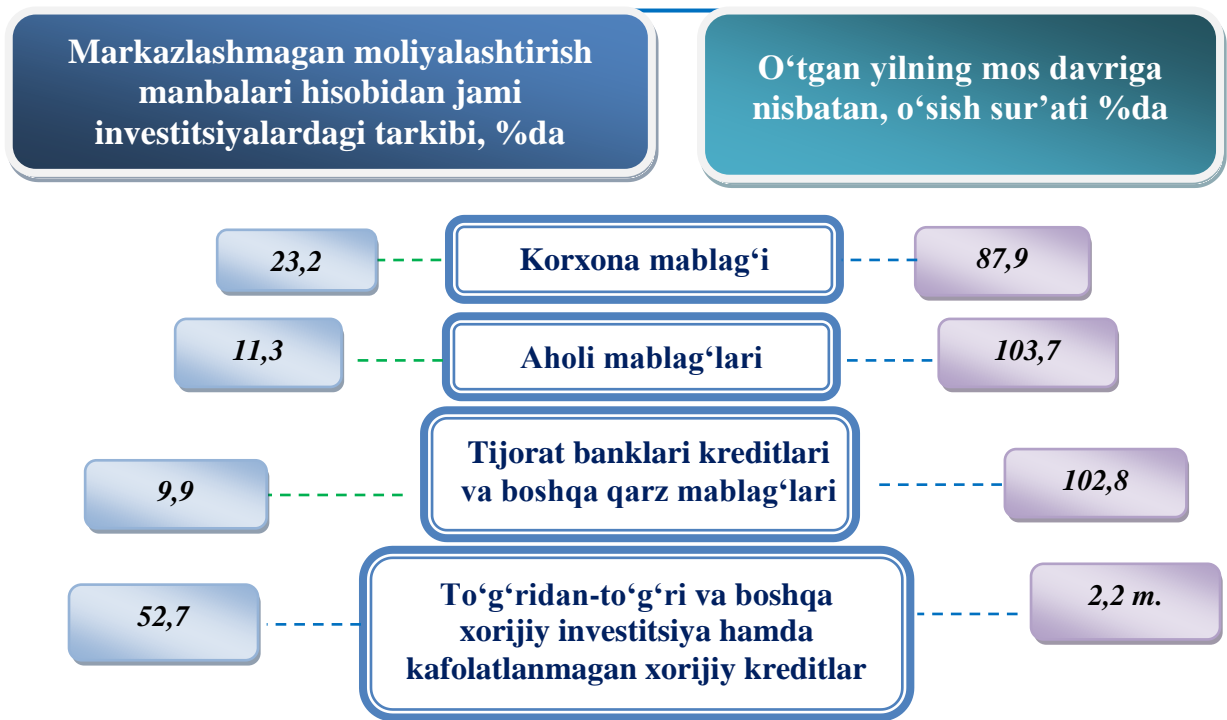 Markazlashmagan moliyalashtirish
manbalari hisobidan jami
investitsiyalardagi tarkibi, %da
O‘tgan yilning mos davriga
nisbatan, o‘sish sur’ati %da
23,2
Korxona mablag‘i
87,9
11,3
Aholi mablag‘lari
103,7
9,9
Tijorat banklari kreditlari
va boshqa qarz mablag‘lari
102,8
52,7
To‘g‘ridan-to‘g‘ri va boshqa
xorijiy investitsiya hamda
kafolatlanmagan xorijiy kreditlar
2,2 m.